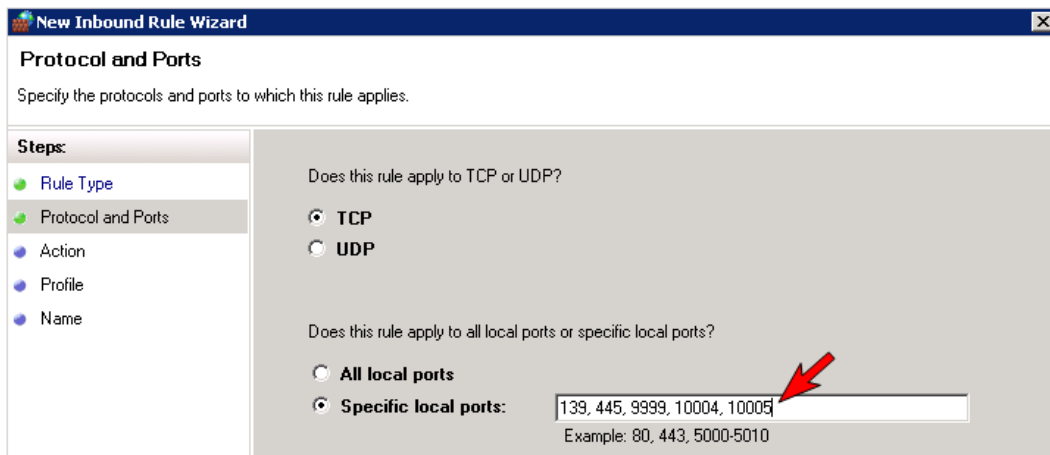 New Inbound Rule Wizard
Protocol and Ports
Specify the protocols and ports to which this rule applies.
Steps:
Rule Type
Protocol and Ports
Action
Profile
Name
Does this rule apply to TCP or UDP?
TCP
UDP
Does this rule apply to all local ports or specific local ports?
All local ports
Specific local ports: 139, 445, 9999, 10004, 10005
Example: 80, 443, 5000-5010